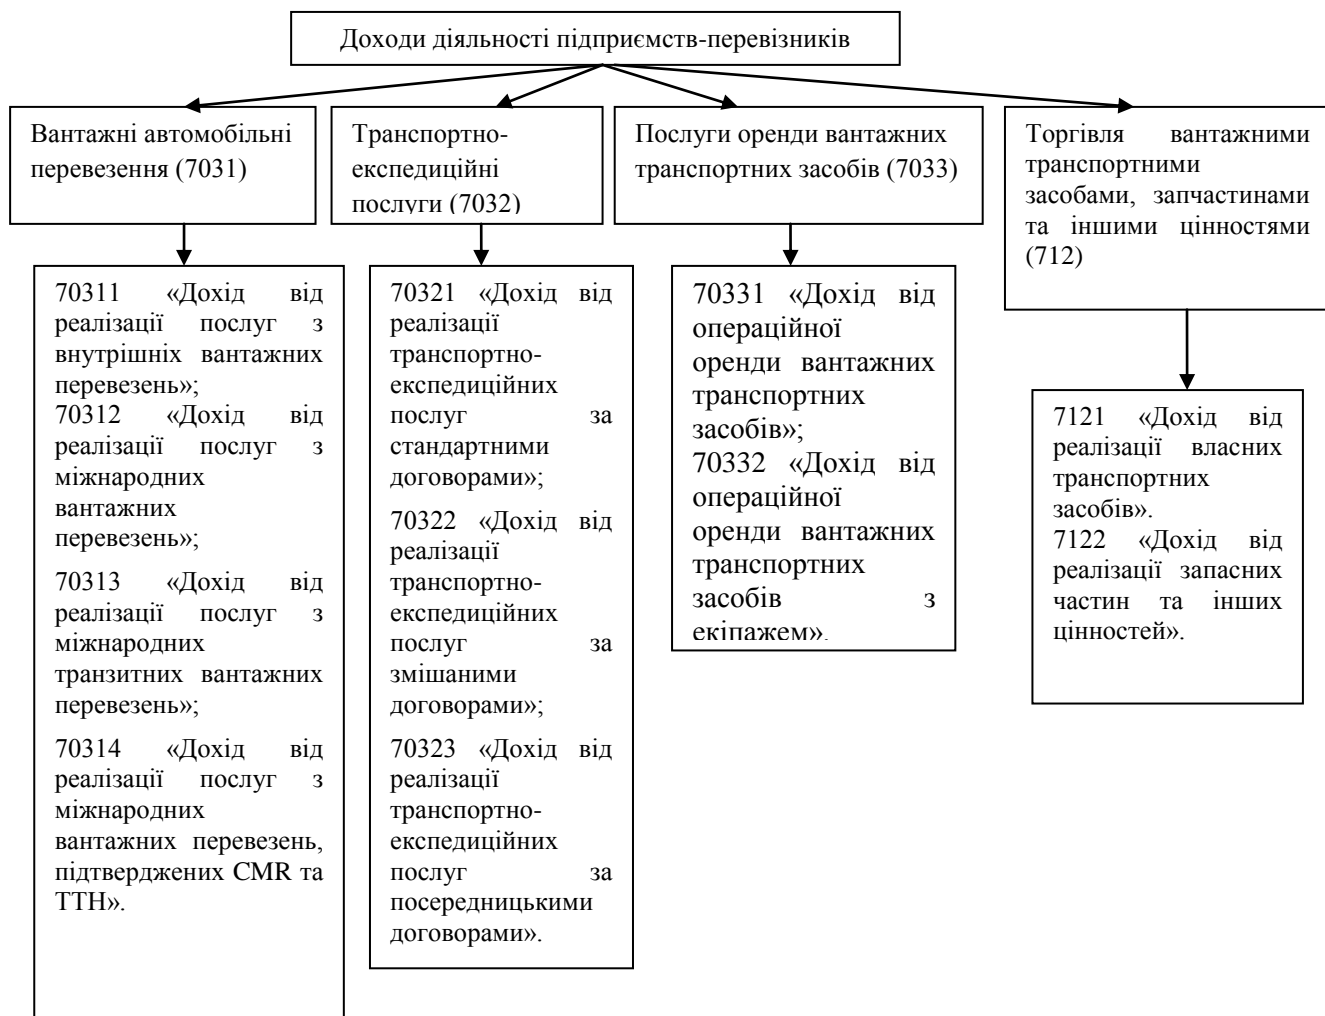 Доходи діяльності підприємств-перевізників
Вантажні автомобільні
перевезення (7031)
Транспортно-
експедиційні
послуги (7032)
Послуги оренди вантажних
транспортних засобів (7033)
Торгівля вантажними
транспортними
засобами, запчастинами
та іншими цінностями
(712)
70311 «Дохід від
реалізації послуг з
внутрішніх вантажних
перевезень»;
70312 «Дохід від
реалізації послуг з
міжнародних
вантажних
перевезень»;
70313 «Дохід від
реалізації послуг з
міжнародних
транзитних вантажних
перевезень»;
70314 «Дохід від
реалізації послуг з
міжнародних
вантажних перевезень,
підтверджених CMR та
ТТН».
70321 «Дохід від
реалізації
транспортно-
експедиційних
послуг за
стандартними
договорами»;
70322 «Дохід від
реалізації
транспортно-
експедиційних
послуг за
змішаними
договорами»;
70323 «Дохід від
реалізації
транспортно-
експедиційних
послуг за
посередницькими
договорами».
70331 «Дохід від
операційної
оренди вантажних
транспортних
засобів»;
70332 «Дохід від
операційної
оренди вантажних
транспортних
засобів з
екіпажем».
7121 «Дохід від
реалізації власних
транспортних
засобів».
7122 «Дохід від
реалізації запасних
частин та інших
цінностей».